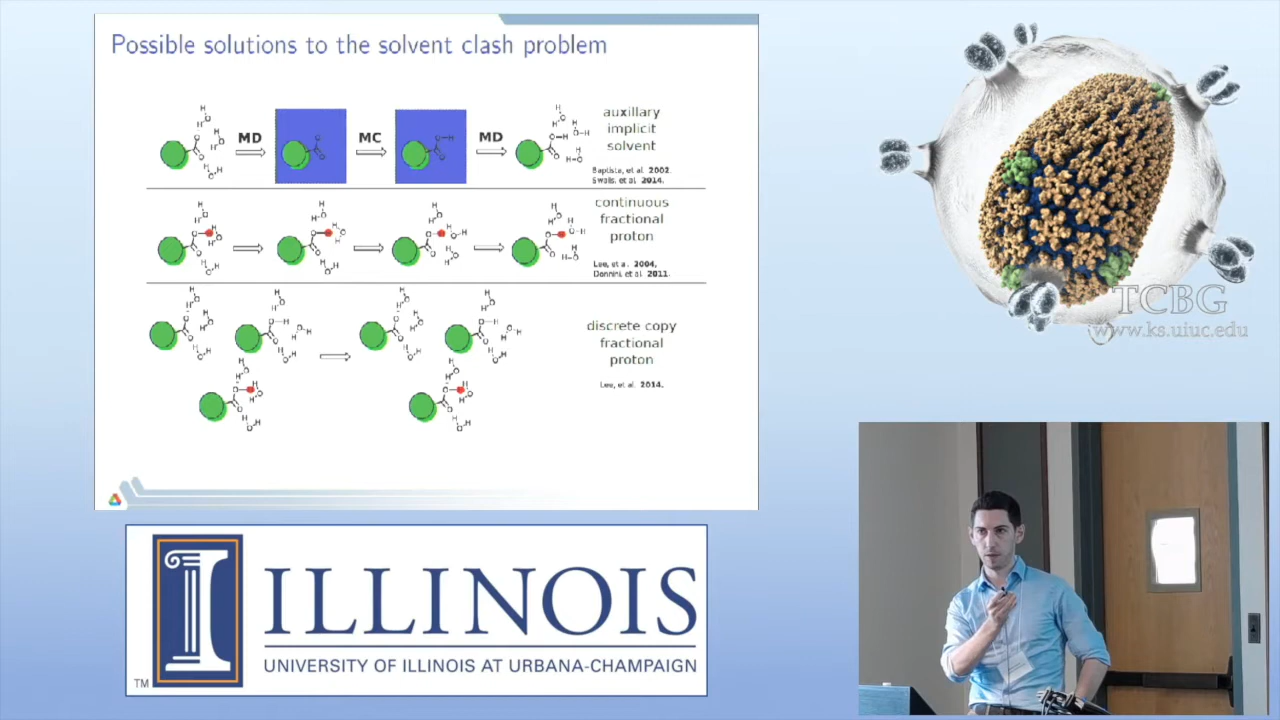 Possible solutions to the solvent clash problem
MD
MC
MD
auxillary
implicit
solvent
Baptista, et al. 2002.
Swails, et al. 2014.
continuous
fractional
proton
Lee, et al. 2004,
Donnini, et al. 2011.
discrete copy
fractional
proton
Lee, et al. 2014.
TCBG
www.ks.uiuc.edu
ILLINOIS
UNIVERSITY OF ILLINOIS AT URBANA-CHAMPAIGN
TM